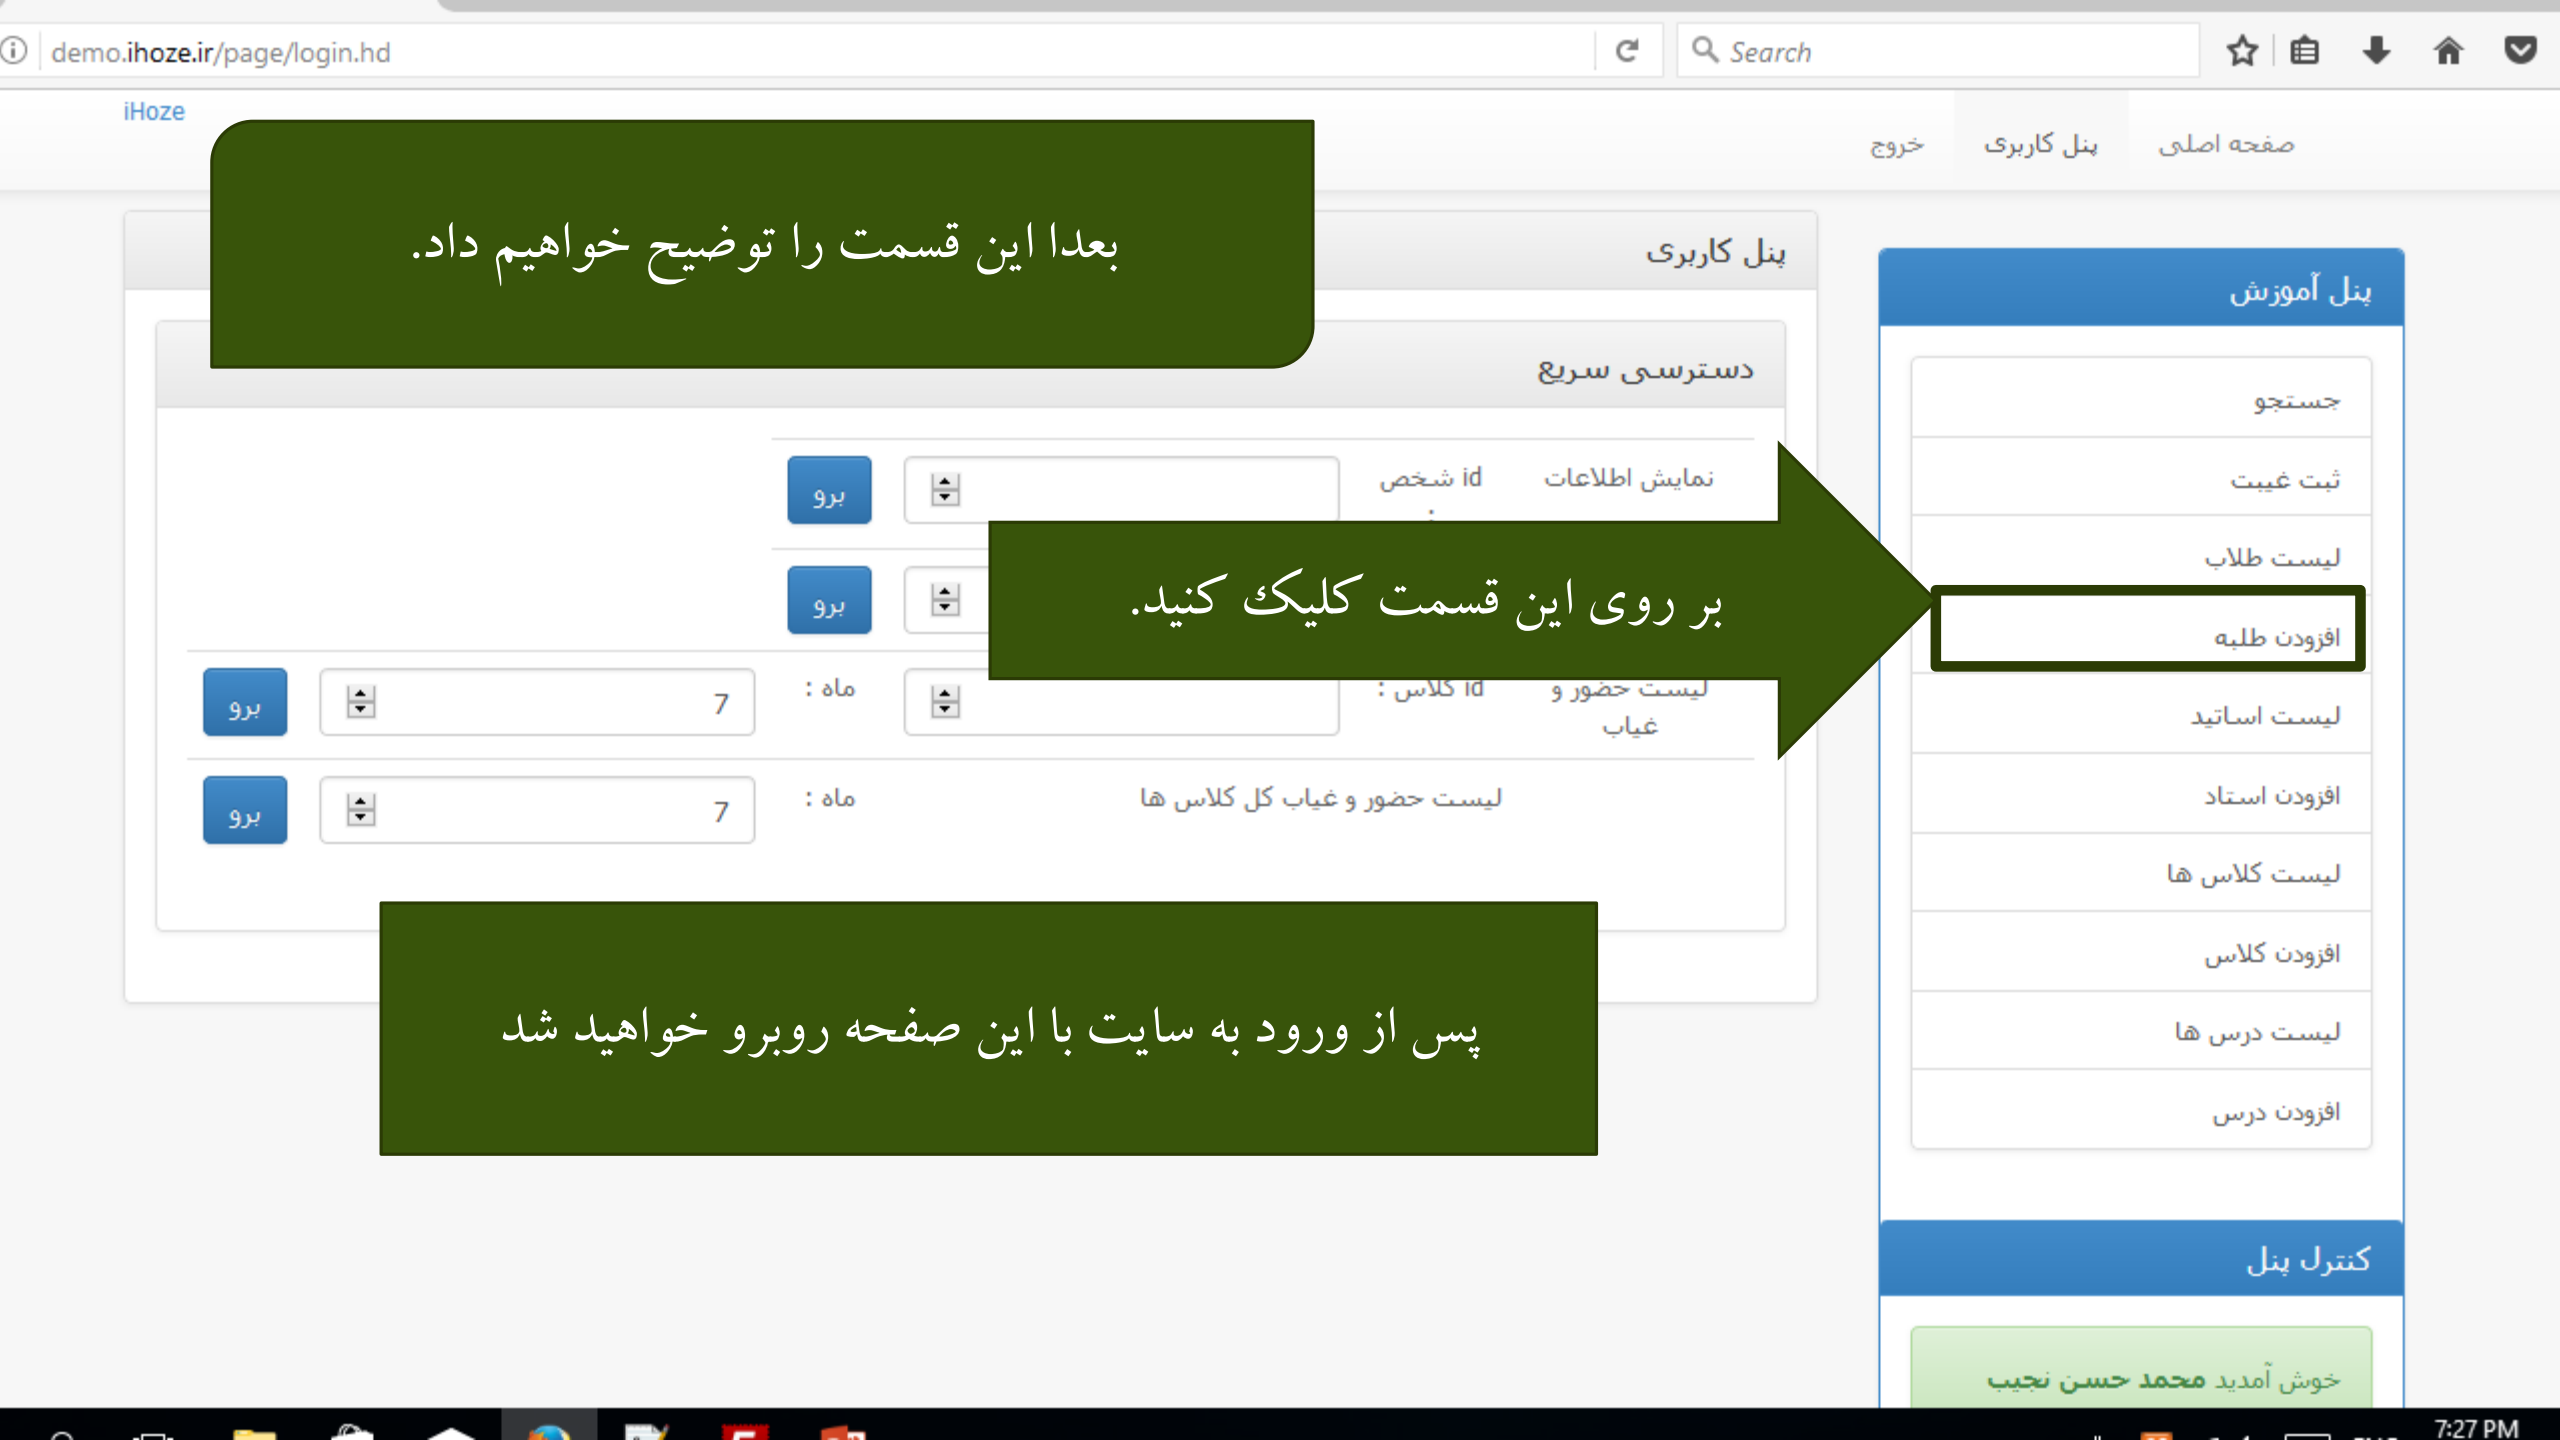 demo.ihoze.ir/page/login.hd
Search
iHoze
صفحه اصلی
پنل کاربری
خروج
بعدا این قسمت را توضیح خواهیم داد.
پنل کاربری
دسترسی سریع
نمایش اطلاعات
id شخص :
برو
بر روی این قسمت کلیک کنید.
برو
لیست حضور و غیاب
id کلاس :
ماه :
7
برو
لیست حضور و غیاب کل کلاس ها
ماه :
7
برو
پس از ورود به سایت با این صفحه روبرو خواهید شد
پنل آموزش
جستجو
ثبت غیبت
لیست طلاب
افزودن طلبه
لیست اساتید
افزودن استاد
لیست کلاس ها
افزودن کلاس
لیست درس ها
افزودن درس
کنترل پنل
خوش آمدید محمد حسن نجیب
7:27 PM